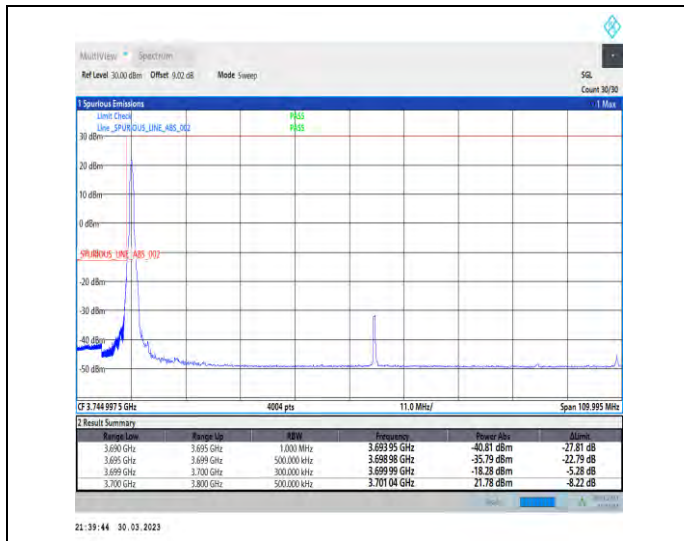 MultiView Spectrum
Ref Level 30.00 dBm Offset 9.02 dB Mode Sweep SGL
Count 30/30
1 Spurious Emissions 1 Max
Limit Check PASS
Line _SPURIOUS_LINE_ABS_002 PASS
30 dBm
20 dBm
10 dBm
0 dBm
-10 dBm
_SPURIOUS_LINE_ABS_002
-20 dBm
-30 dBm
-40 dBm
-50 dBm
CF 3.744 997 5 GHz 4004 pts 11.0 MHz/ Span 109.995 MHz
2 Result Summary
Range Low Range Up RBW Frequency Power Abs ΔLimit
3.690 GHz 3.695 GHz 1.000 MHz 3.693 95 GHz -40.81 dBm -27.81 dB
3.695 GHz 3.699 GHz 500.000 kHz 3.698 98 GHz -35.79 dBm -22.79 dB
3.699 GHz 3.700 GHz 300.000 kHz 3.699 99 GHz -18.28 dBm -5.28 dB
3.700 GHz 3.800 GHz 500.000 kHz 3.701 04 GHz 21.78 dBm -8.22 dB
21:39:44 30.03.2023